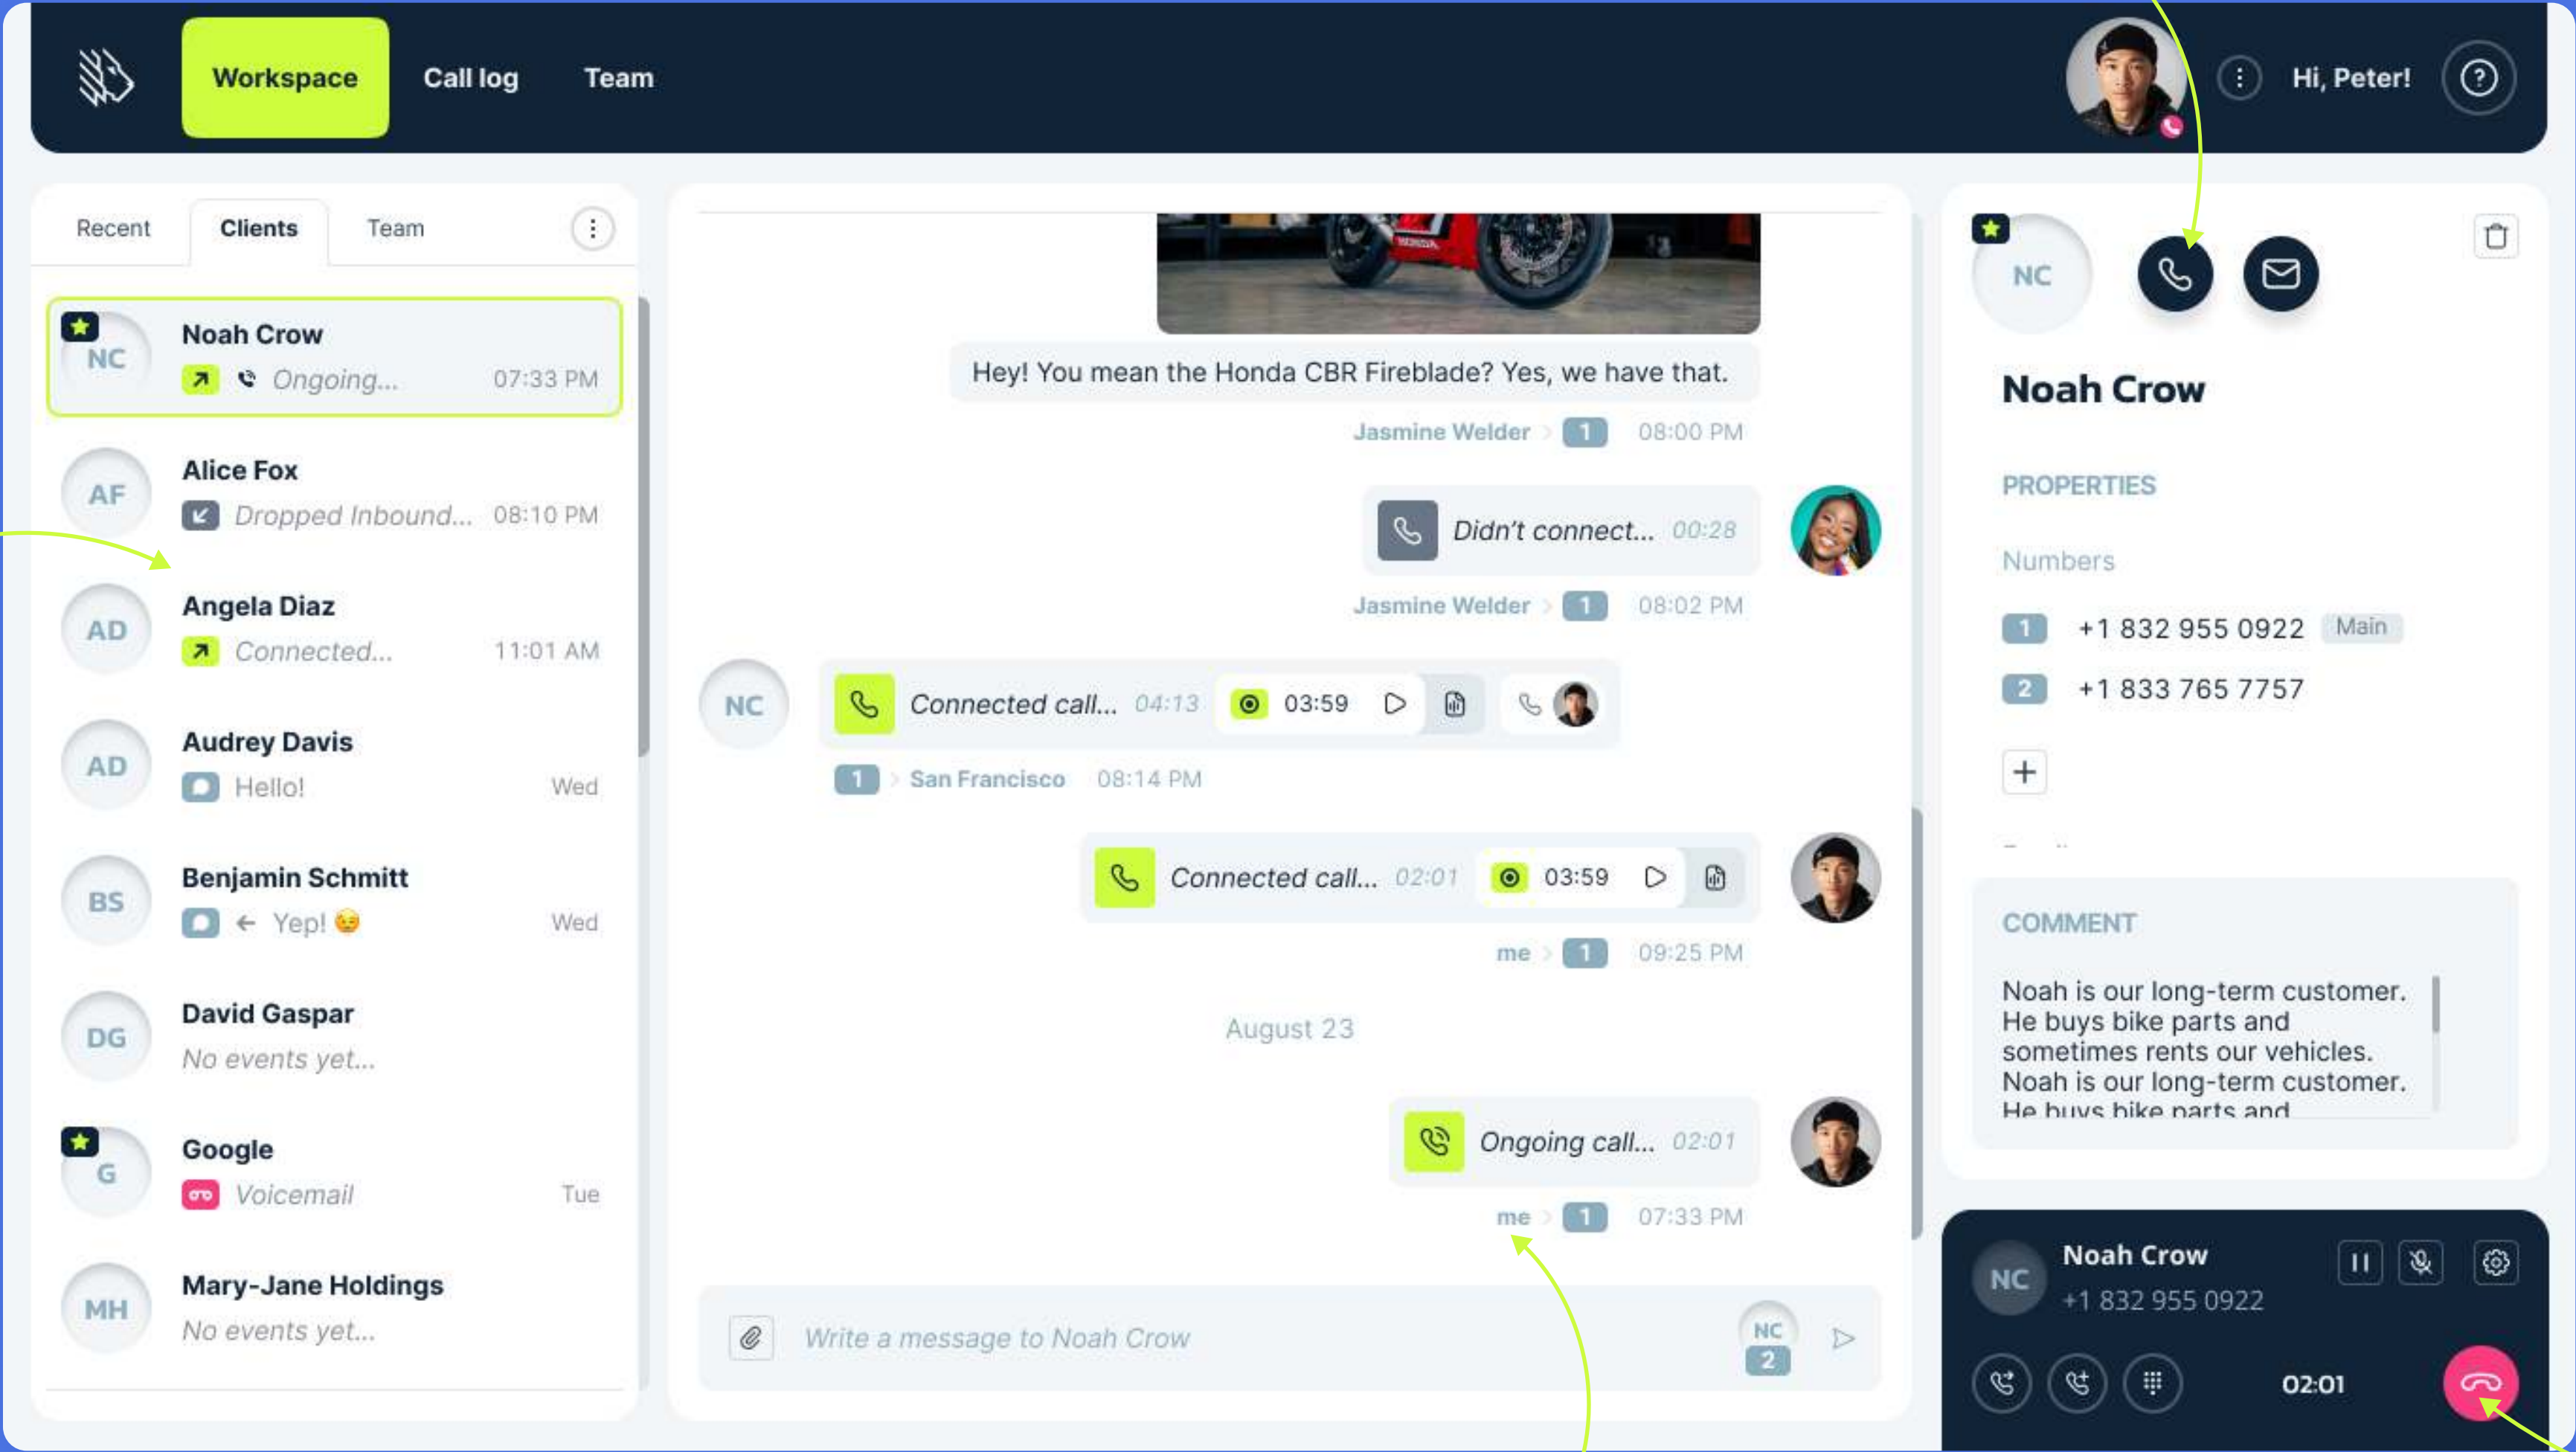 Workspace
Call log
Team
Hi, Peter!
Recent
Clients
Team
NC
Noah Crow
Ongoing...
07:33 PM
AF
Alice Fox
Dropped Inbound...
08:10 PM
AD
Angela Diaz
Connected...
11:01 AM
AD
Audrey Davis
Hello!
Wed
BS
Benjamin Schmitt
← Yep! 😉
Wed
DG
David Gaspar
No events yet...
G
Google
Voicemail
Tue
MH
Mary-Jane Holdings
No events yet...
HONDA
Hey! You mean the Honda CBR Fireblade? Yes, we have that.
Jasmine Welder > 1 08:00 PM
Didn't connect... 00:28
Jasmine Welder > 1 08:02 PM
NC
Connected call... 04:13 03:59
1 > San Francisco 08:14 PM
Connected call... 02:01 03:59
me > 1 09:25 PM
August 23
Ongoing call... 02:01
me > 1 07:33 PM
Write a message to Noah Crow
NC
2
NC
Noah Crow
PROPERTIES
Numbers
1 +1 832 955 0922 Main
2 +1 833 765 7757
COMMENT
Noah is our long-term customer.
He buys bike parts and
sometimes rents our vehicles.
Noah is our long-term customer.
He buys bike parts and
NC
Noah Crow
+1 832 955 0922
02:01